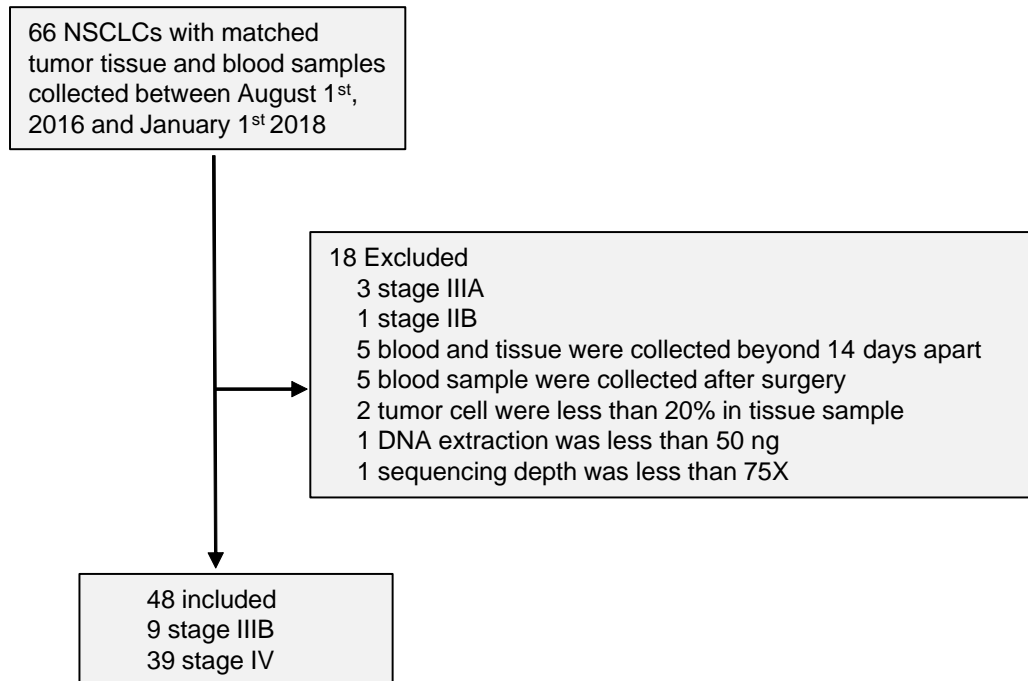 66 NSCLCs with matched
tumor tissue and blood samples
collected between August 1st,
2016 and January 1st 2018
18 Excluded
3 stage IIIA
1 stage IIB
5 blood and tissue were collected beyond 14 days apart
5 blood sample were collected after surgery
2 tumor cell were less than 20% in tissue sample
1 DNA extraction was less than 50 ng
1 sequencing depth was less than 75X
48 included
9 stage IIIB
39 stage IV